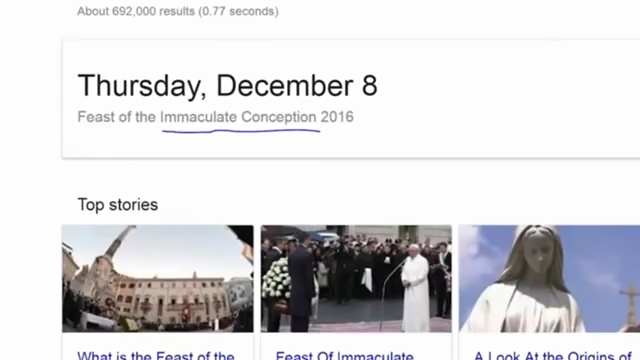 About 692,000 results (0.77 seconds)
Thursday, December 8
Feast of the Immaculate Conception 2016
Top stories
What is the Feast of the
Feast Of Immaculate
A Look At the Origins of